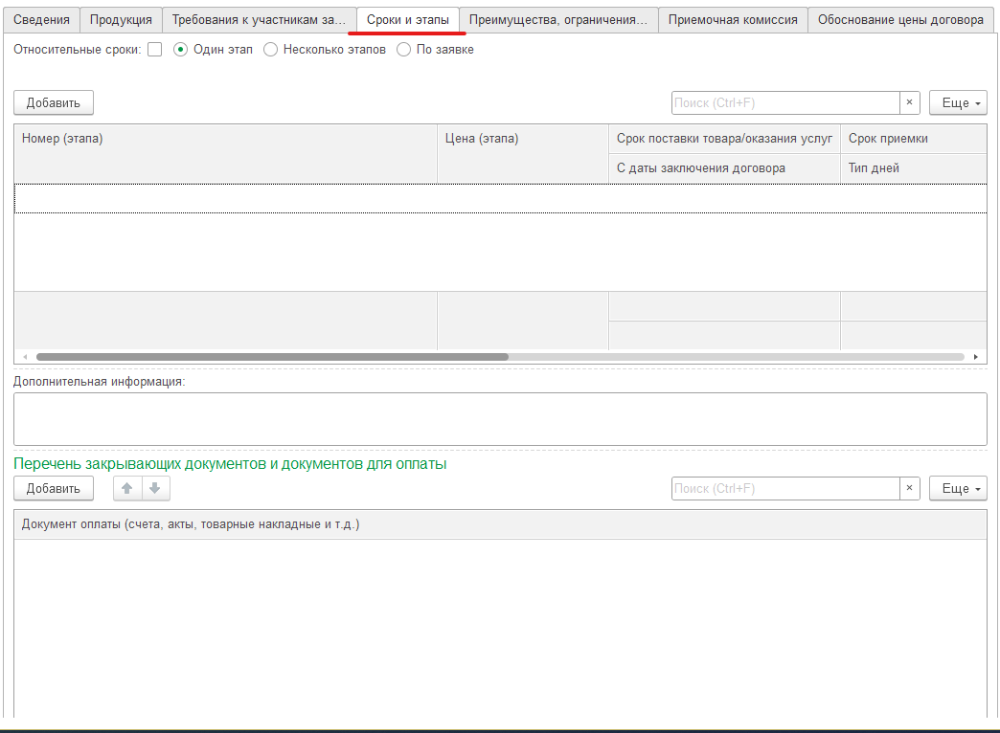 Сведения Продукция Требования к участникам за... Сроки и этапы Преимущества, ограничения... Приемочная комиссия Обоснование цены договора
Относительные сроки: Один этап Несколько этапов По заявке
Добавить Поиск (Ctrl+F) × Еще
Номер (этапа) Цена (этапа) Срок поставки товара/оказания услуг Срок приемки
С даты заключения договора Тип дней
Дополнительная информация:
Перечень закрывающих документов и документов для оплаты
Добавить Поиск (Ctrl+F) × Еще
Документ оплаты (счета, акты, товарные накладные и т.д.)